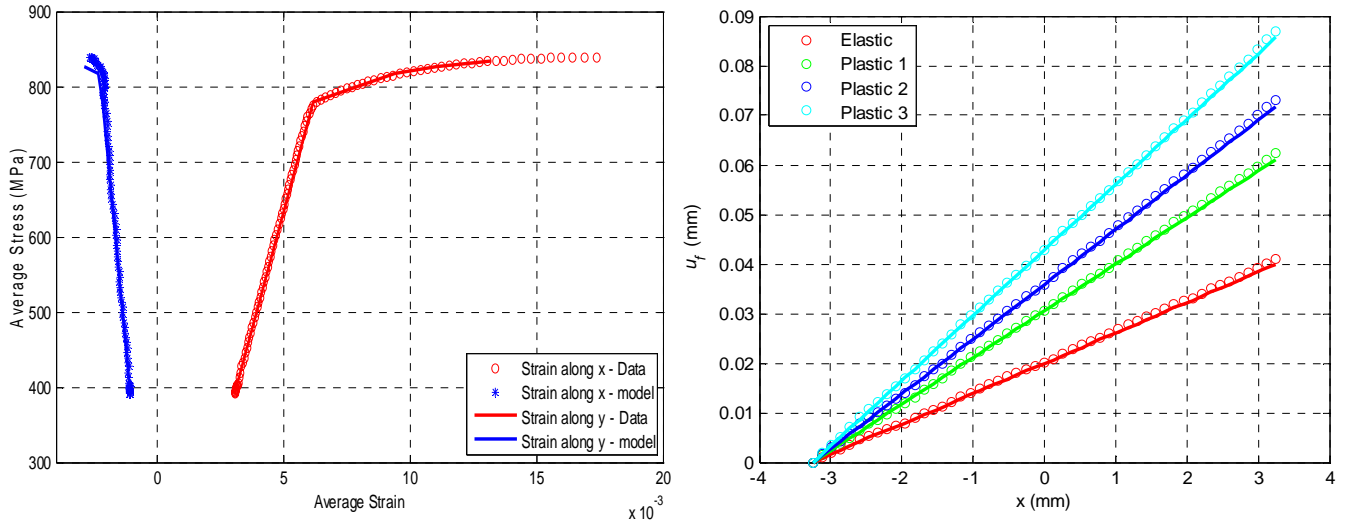 900
800
700
600
500
400
300
Average Stress (MPa)
0
5
10
15
20
Average Strain
x 10⁻³
Strain along x - Data
Strain along x - model
Strain along y - Data
Strain along y - model
0.09
0.08
0.07
0.06
0.05
0.04
0.03
0.02
0.01
0
u_f (mm)
-4
-3
-2
-1
0
1
2
3
4
x (mm)
Elastic
Plastic 1
Plastic 2
Plastic 3